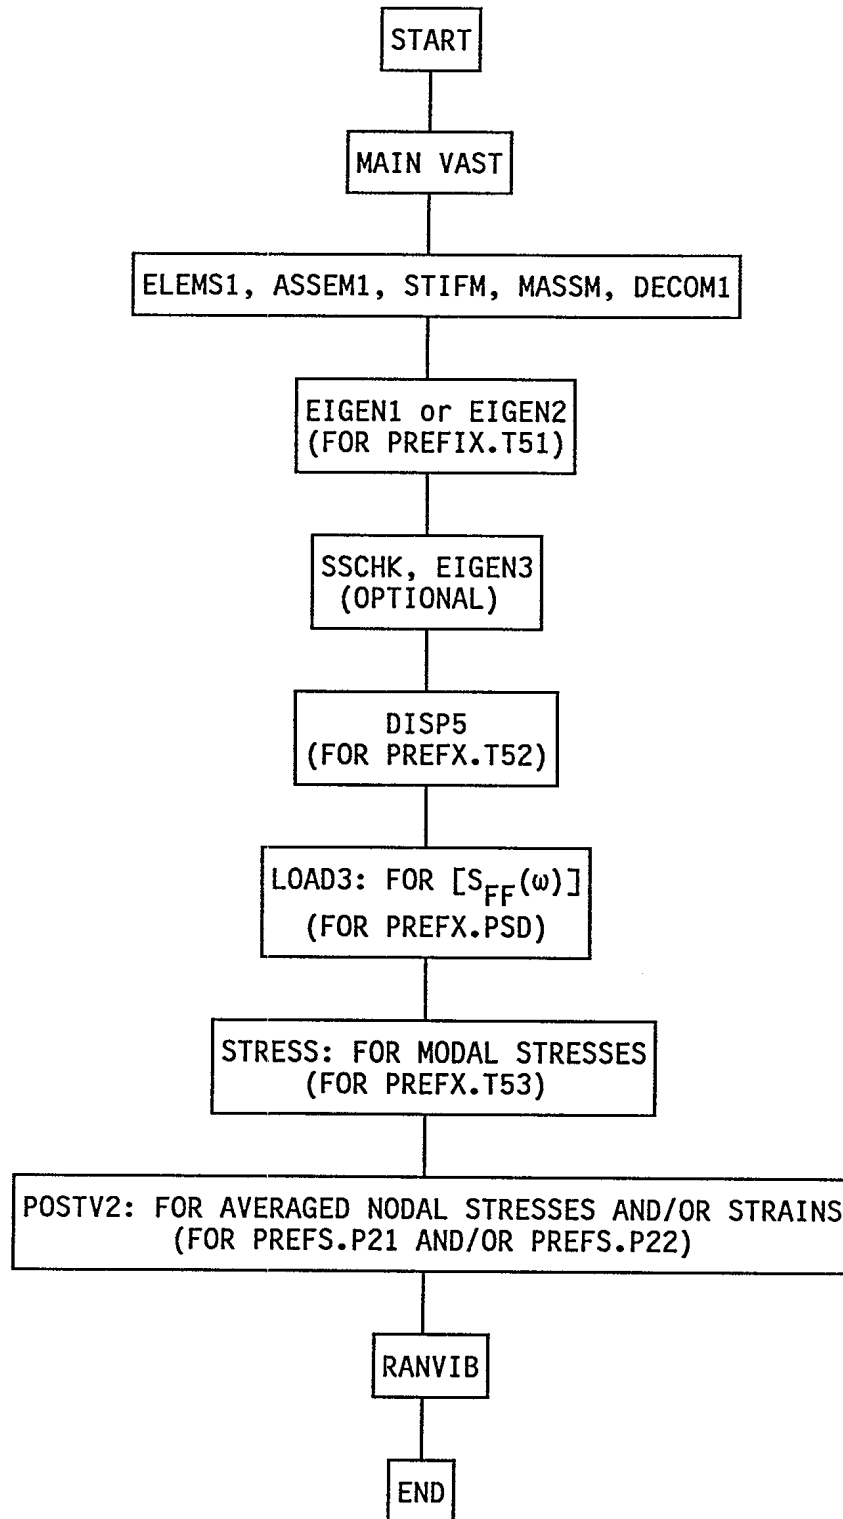 START
MAIN VAST
ELEMS1, ASSEM1, STIFM, MASSM, DECOM1
EIGEN1 or EIGEN2
(FOR PREFIX.T51)
SSCHK, EIGEN3
(OPTIONAL)
DISP5
(FOR PREFX.T52)
LOAD3: FOR [S_FF(ω)]
(FOR PREFX.PSD)
STRESS: FOR MODAL STRESSES
(FOR PREFX.T53)
POSTV2: FOR AVERAGED NODAL STRESSES AND/OR STRAINS
(FOR PREFS.P21 AND/OR PREFS.P22)
RANVIB
END